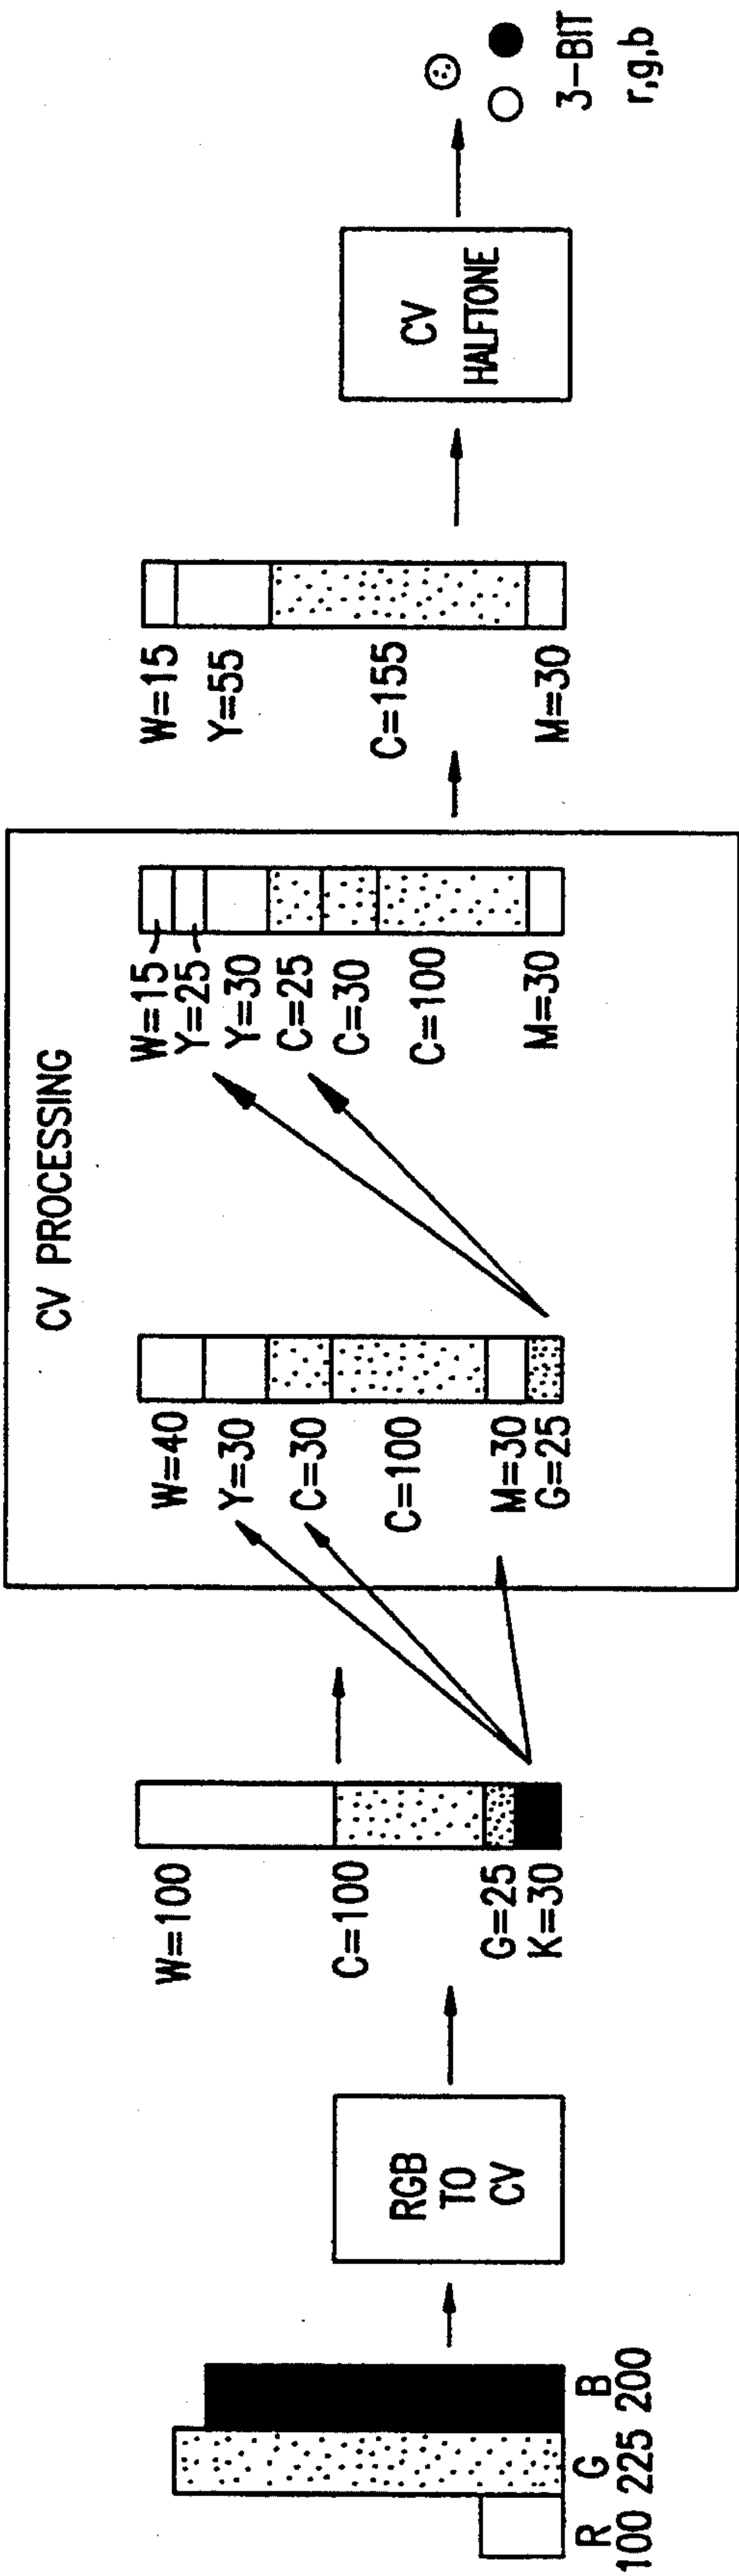 R G B
100 225 200
RGB
TO
CV
W=100
C=100
G=25
K=30
CV PROCESSING
W=40
Y=30
C=30
C=100
M=30
G=25
W=15
Y=25
Y=30
C=25
C=30
C=100
M=30
W=15
Y=55
C=155
M=30
CV
HALFTONE
3-BIT
r,g,b